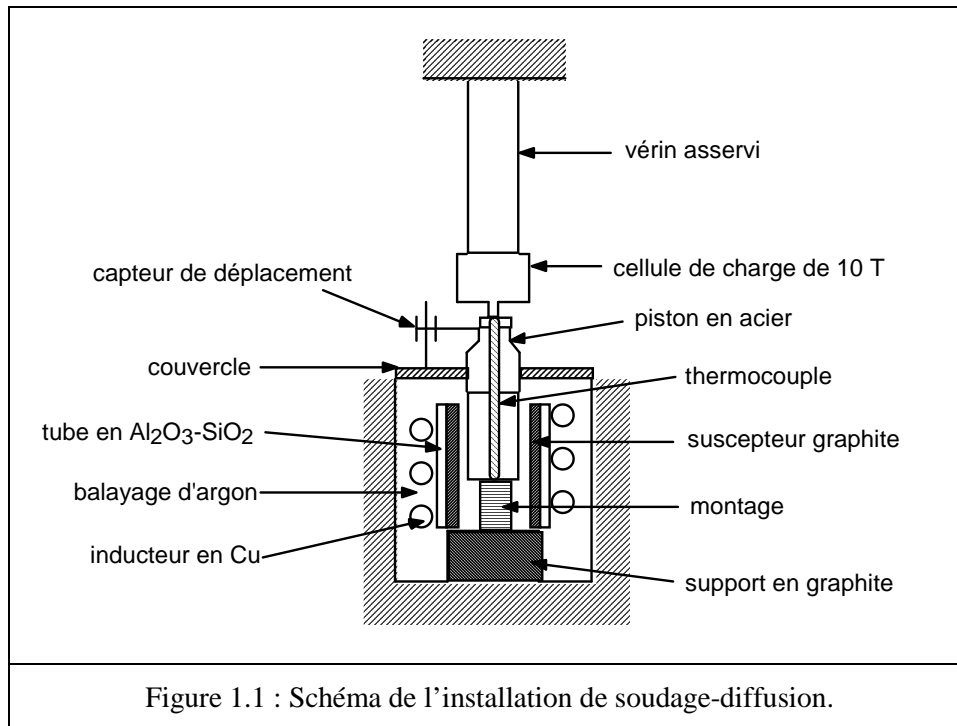 vérin asservi
capteur de déplacement
cellule de charge de 10 T
piston en acier
couvercle
thermocouple
tube en Al₂O₃-SiO₂
suscepteur graphite
balayage d'argon
montage
inducteur en Cu
support en graphite
Figure 1.1 : Schéma de l’installation de soudage-diffusion.